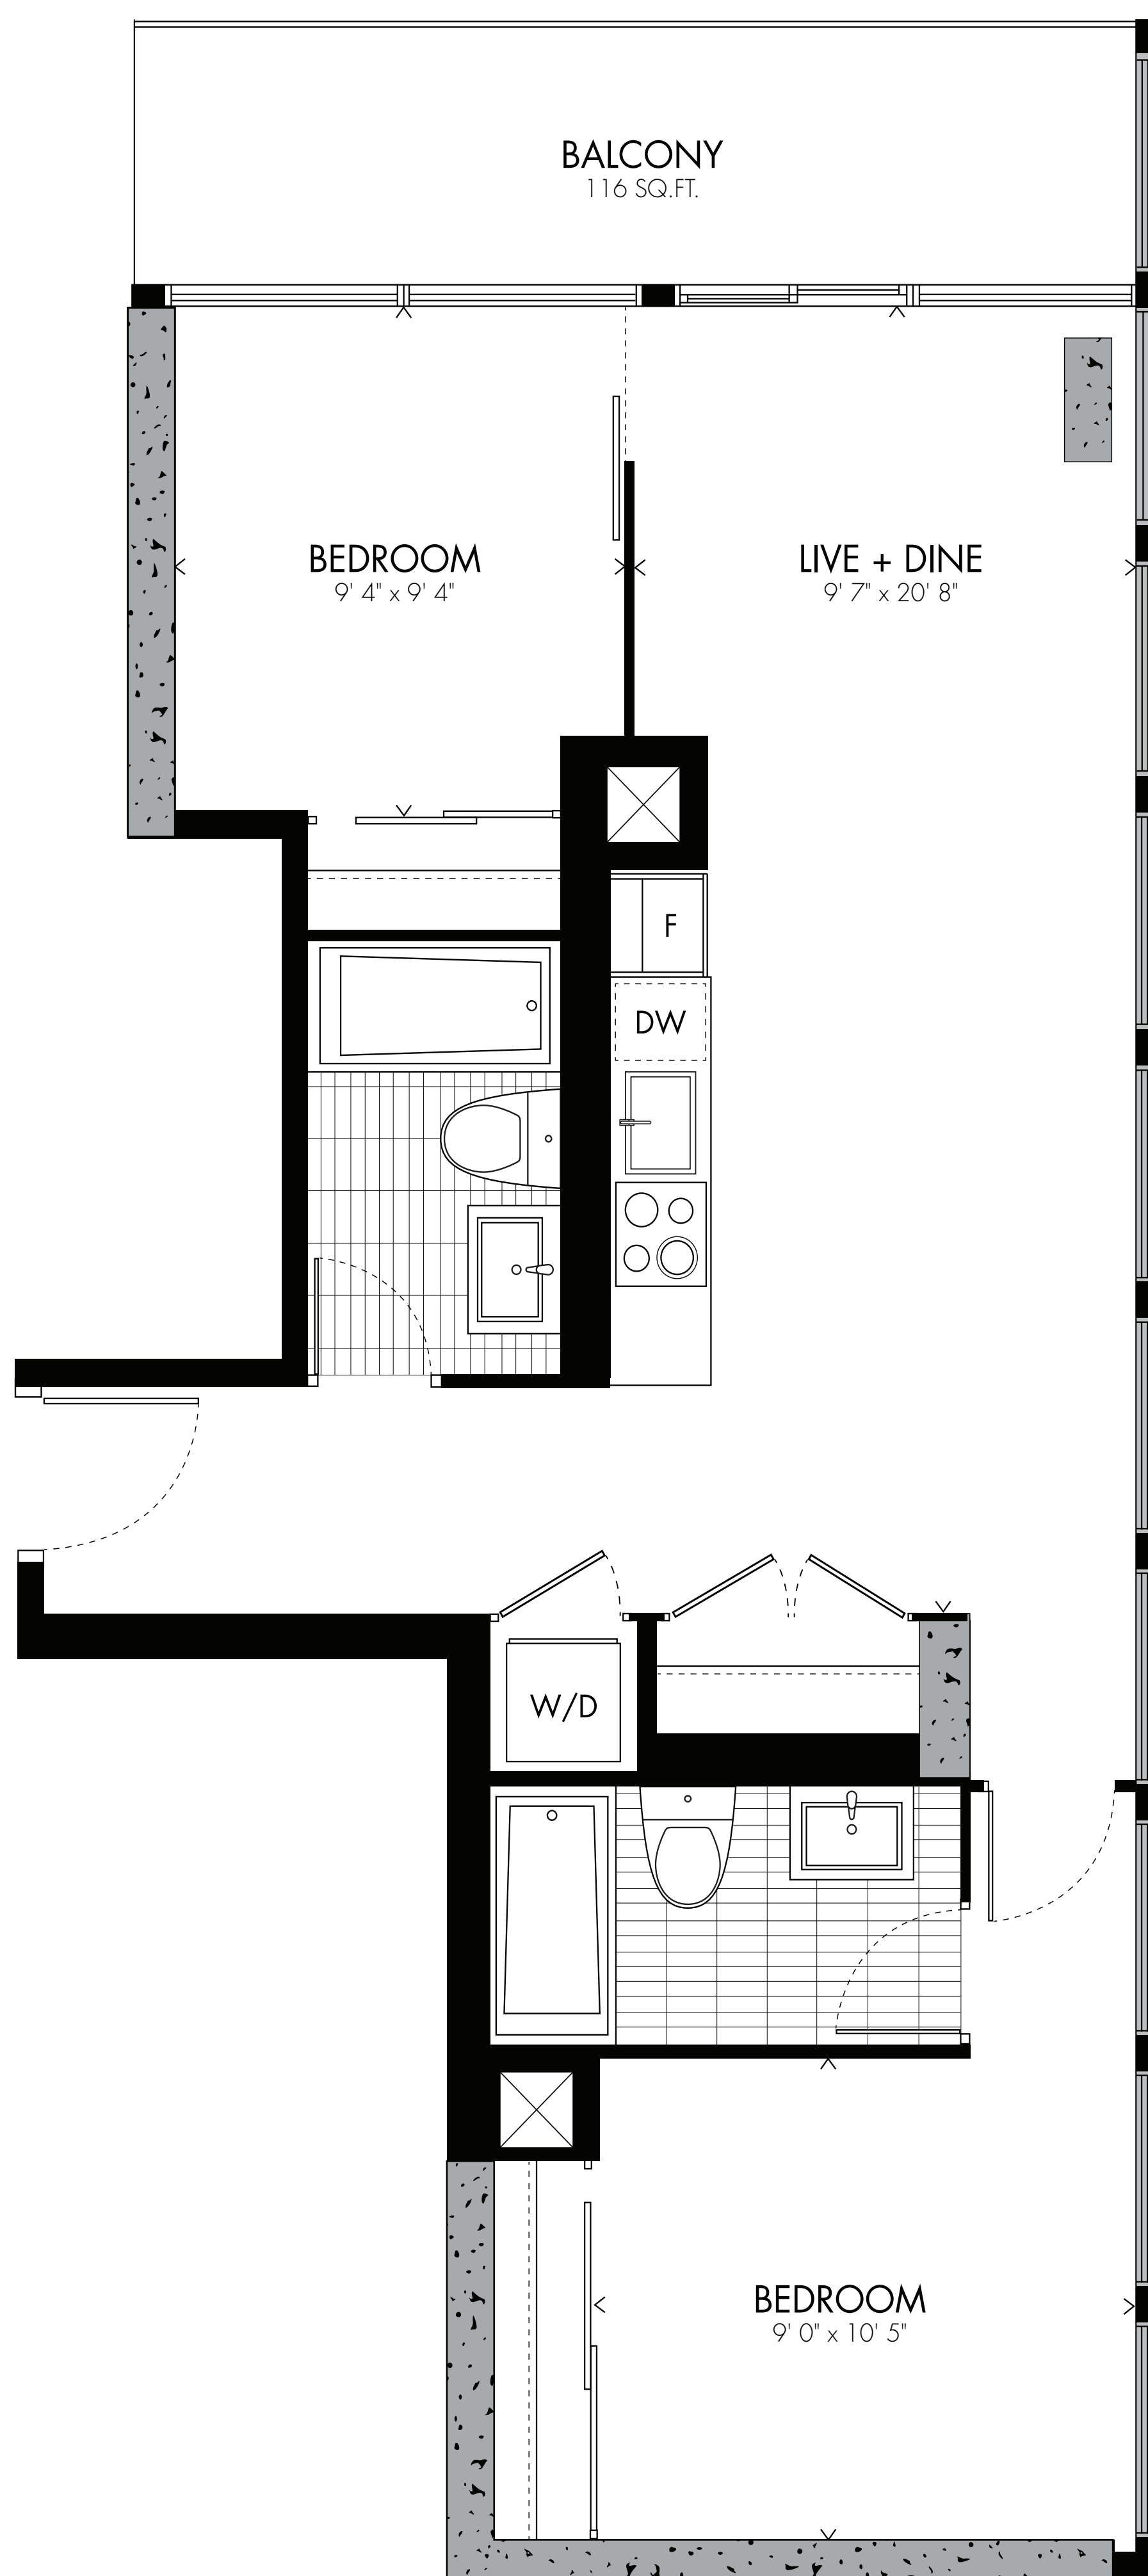 BALCONY
116 SQ.FT.
BEDROOM
9' 4" x 9' 4"
LIVE + DINE
9' 7" x 20' 8"
F
DW
W/D
BEDROOM
9' 0" x 10' 5"